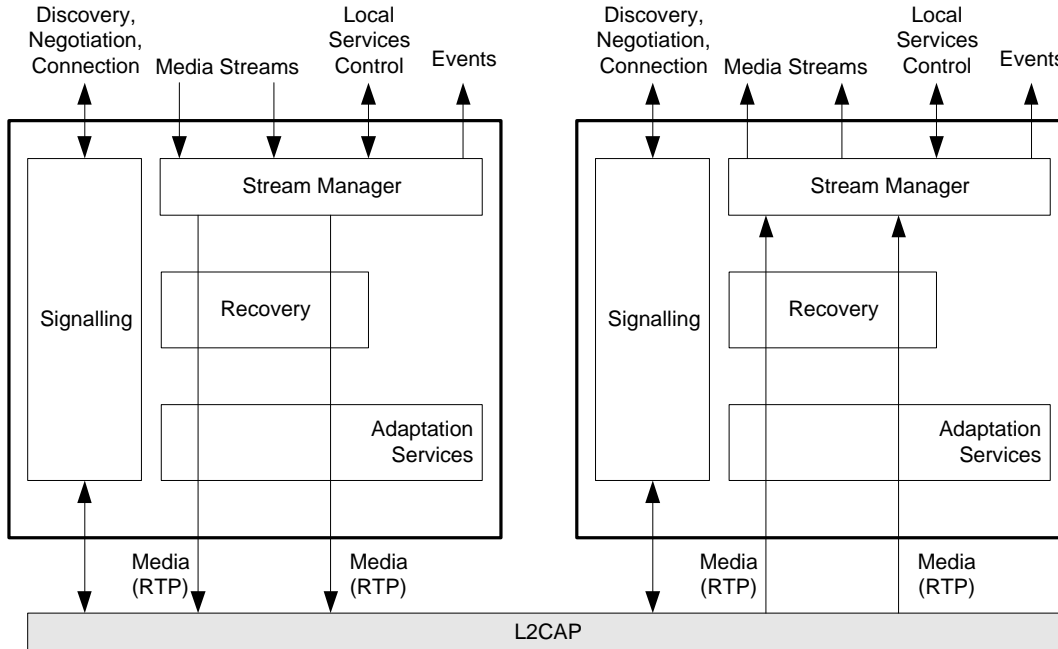 Discovery,
Negotiation,
Connection
Media Streams
Local
Services
Control
Events
Discovery,
Negotiation,
Connection
Media Streams
Local
Services
Control
Events
Stream Manager
Signalling
Recovery
Adaptation
Services
Stream Manager
Signalling
Recovery
Adaptation
Services
Media
(RTP)
Media
(RTP)
Media
(RTP)
Media
(RTP)
L2CAP